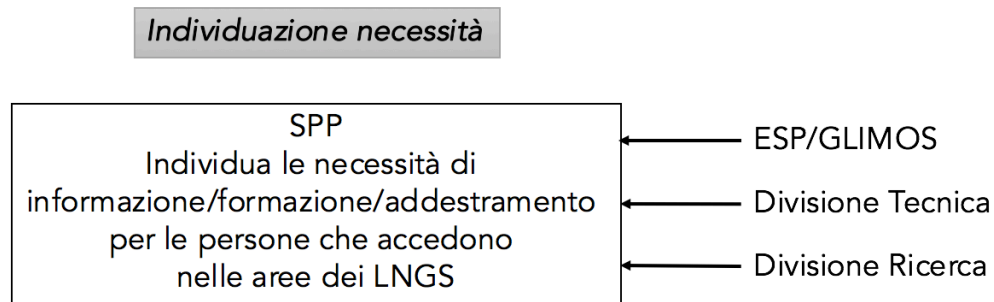 Individuazione necessità
SPP
Individua le necessità di
informazione/formazione/addestramento
per le persone che accedono
nelle aree dei LNGS
ESP/GLIMOS
Divisione Tecnica
Divisione Ricerca